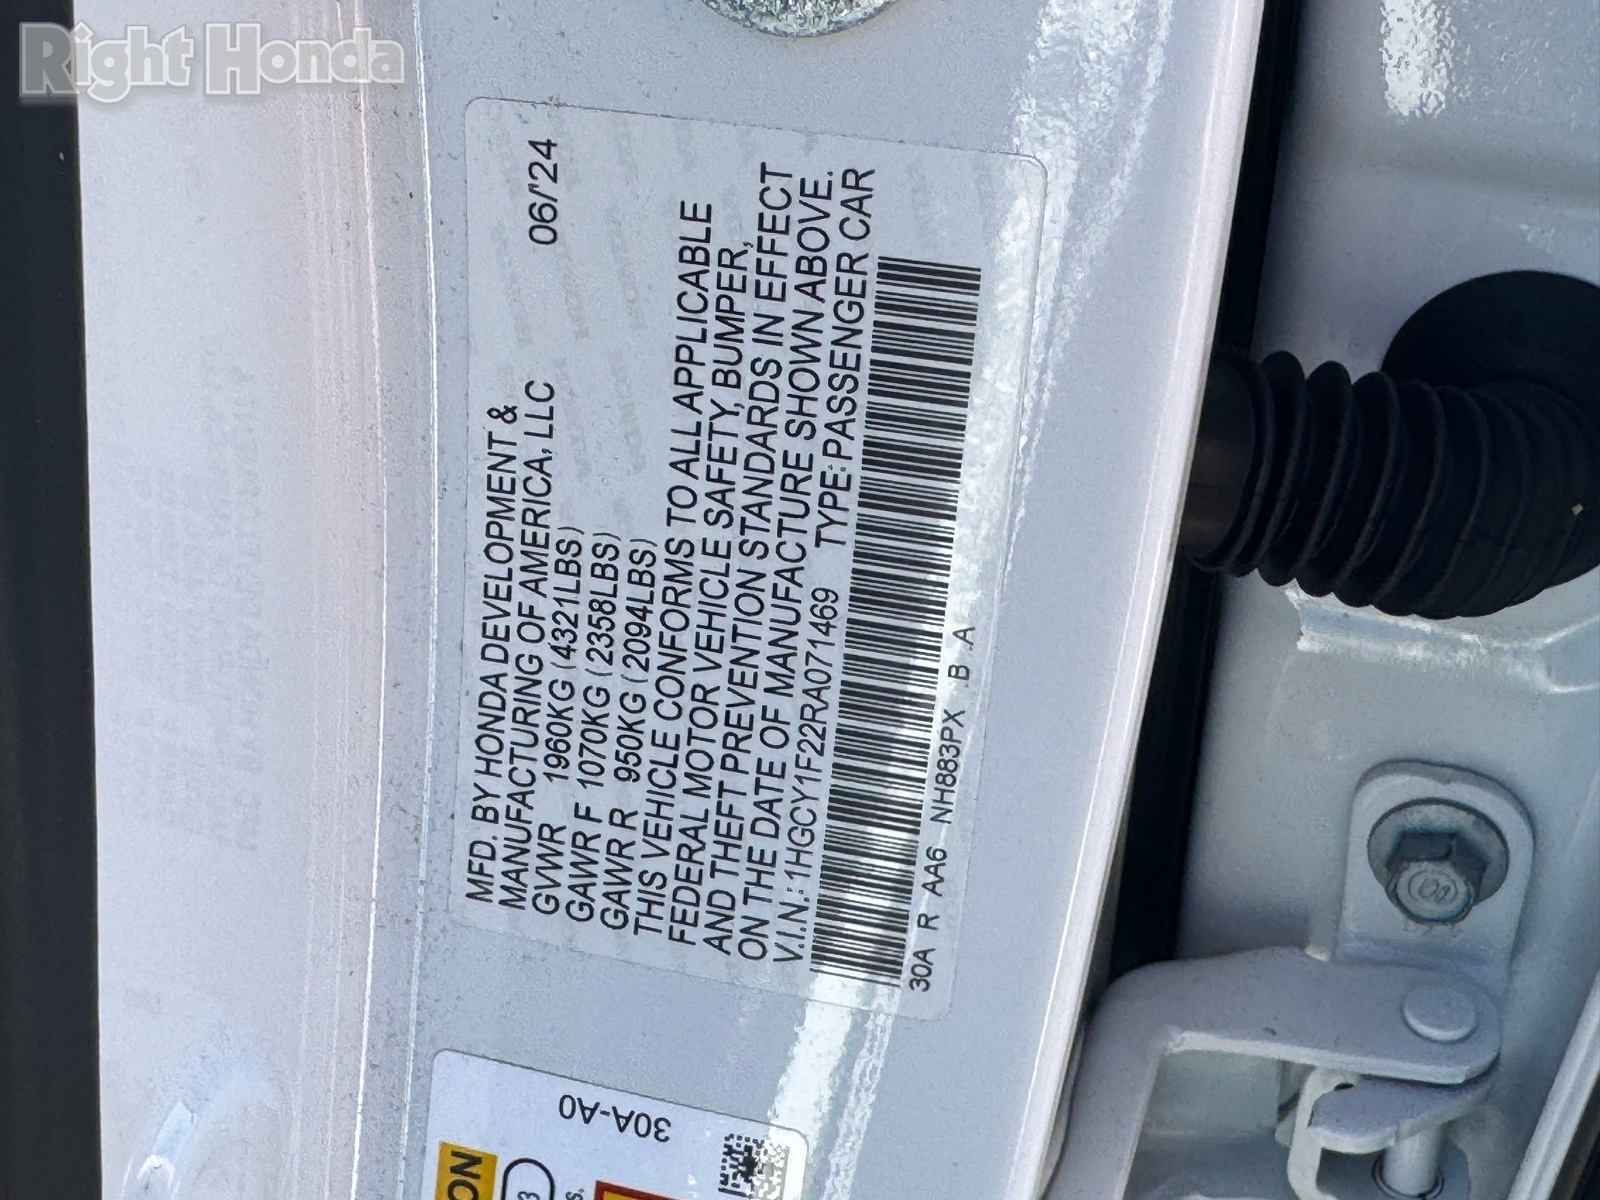 Right Honda
MFD. BY HONDA DEVELOPMENT &
MANUFACTURING OF AMERICA, LLC 06/'24
GVWR 1960KG (4321LBS)
GAWR F 1070KG (2358LBS)
GAWR R 950KG (2094LBS)
THIS VEHICLE CONFORMS TO ALL APPLICABLE
FEDERAL MOTOR VEHICLE SAFETY, BUMPER,
AND THEFT PREVENTION STANDARDS IN EFFECT
ON THE DATE OF MANUFACTURE SHOWN ABOVE.
V.I.N.: 1HGCY1F22RA071469 TYPE: PASSENGER CAR
30A R AA6 NH883PX B A
30A-A0
ON
3
s.